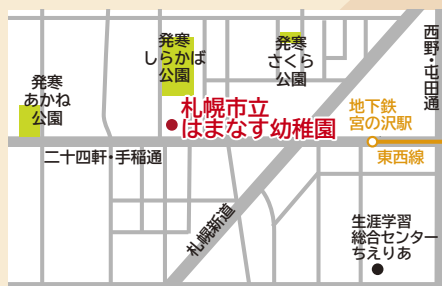 発寒
しらかば
公園
発寒
さくら
公園
西野・屯田通
発寒
あかね
公園
札幌市立
はまなす幼稚園
地下鉄
宮の沢駅
二十四軒・手稲通
東西線
札幌新道
生涯学習
総合センター
ちえりあ